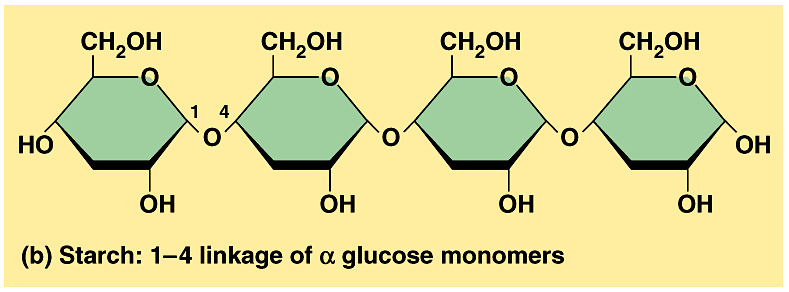 CH₂OH CH₂OH CH₂OH CH₂OH
O O O O
1 4
HO O O O OH
OH OH OH OH
(b) Starch: 1–4 linkage of α glucose monomers